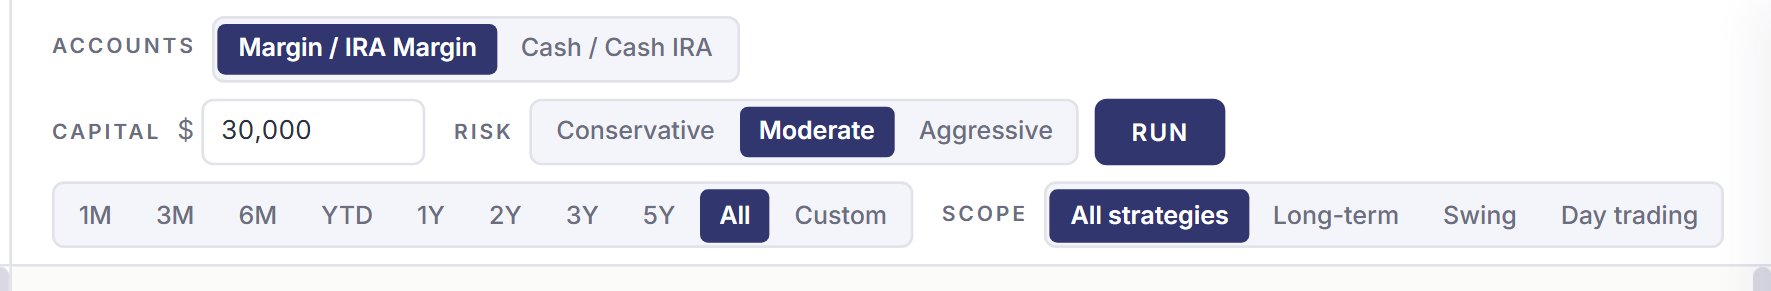 ACCOUNTS Margin / IRA Margin Cash / Cash IRA
CAPITAL $ 30,000 RISK Conservative Moderate Aggressive RUN
1M 3M 6M YTD 1Y 2Y 3Y 5Y All Custom SCOPE All strategies Long-term Swing Day trading